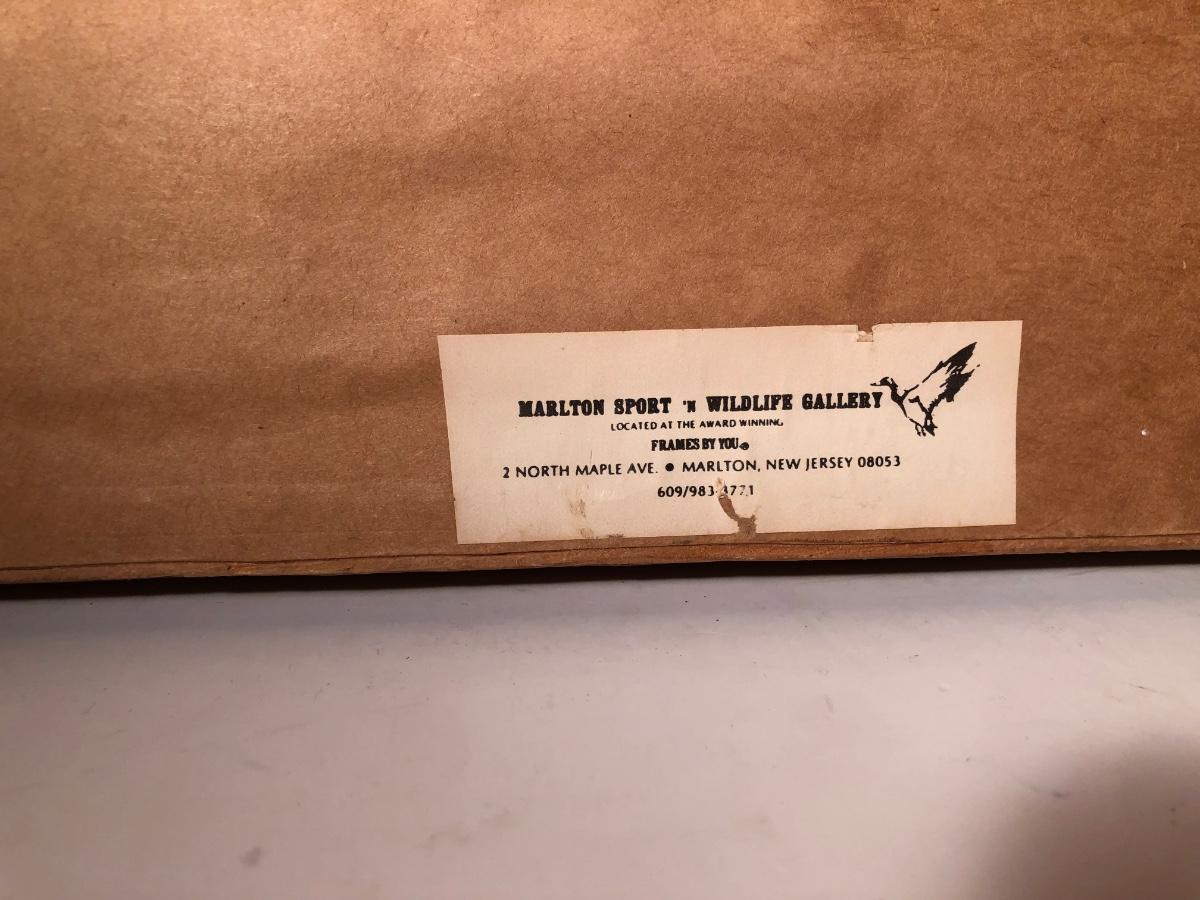 MARLTON SPORT 'N WILDLIFE GALLERY
LOCATED AT THE AWARD WINNING
FRAMES BY YOU®
2 NORTH MAPLE AVE. ● MARLTON, NEW JERSEY 08053